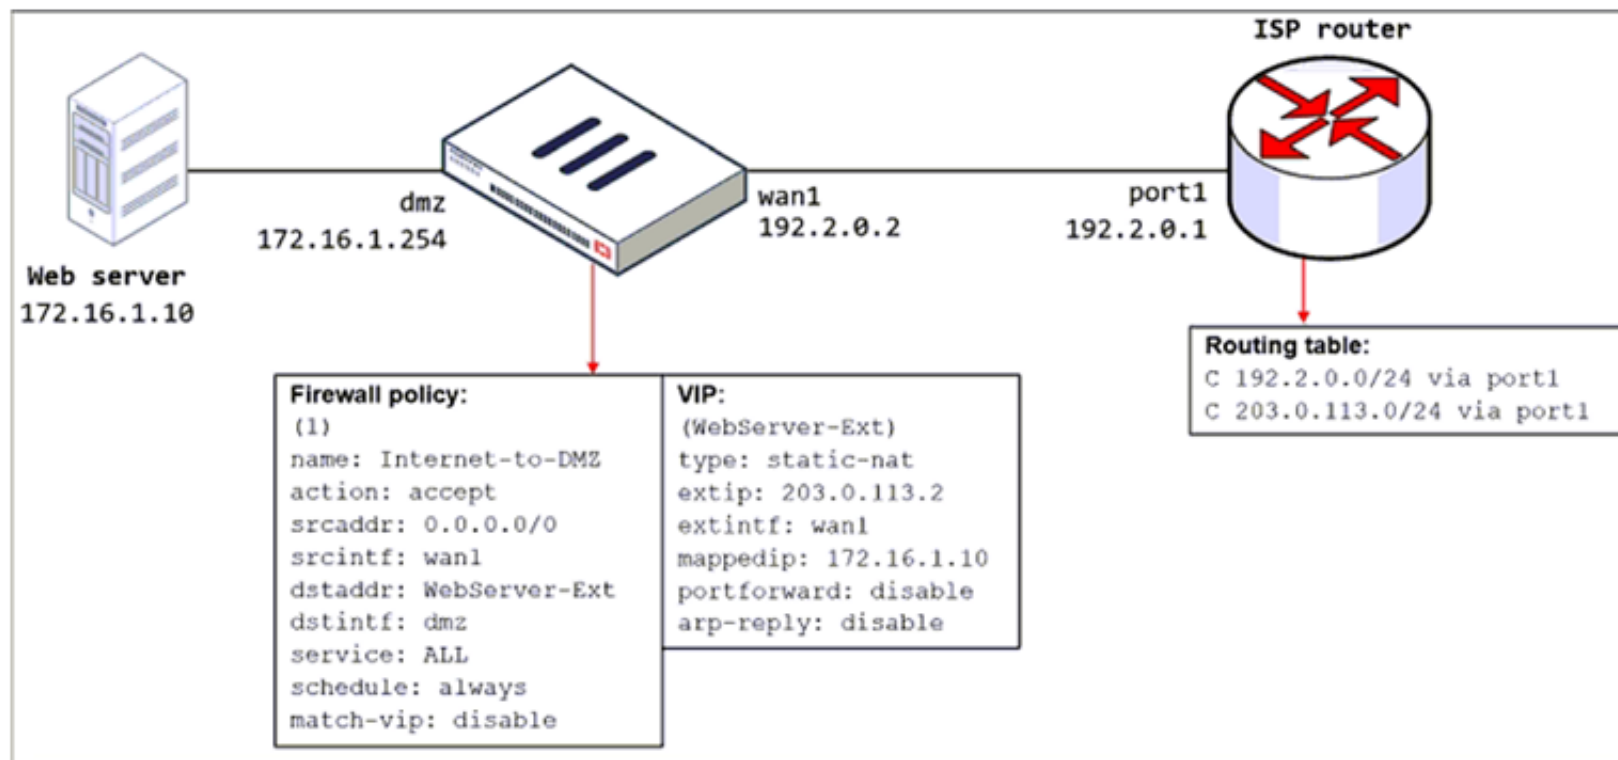 ISP router
dmz
172.16.1.254
wan1
192.2.0.2
port1
192.2.0.1
Web server
172.16.1.10
Firewall policy:
(1)
name: Internet-to-DMZ
action: accept
srcaddr: 0.0.0.0/0
srcintf: wan1
dstaddr: WebServer-Ext
dstintf: dmz
service: ALL
schedule: always
match-vip: disable
VIP:
(WebServer-Ext)
type: static-nat
extip: 203.0.113.2
extintf: wan1
mappedip: 172.16.1.10
portforward: disable
arp-reply: disable
Routing table:
C 192.2.0.0/24 via port1
C 203.0.113.0/24 via port1